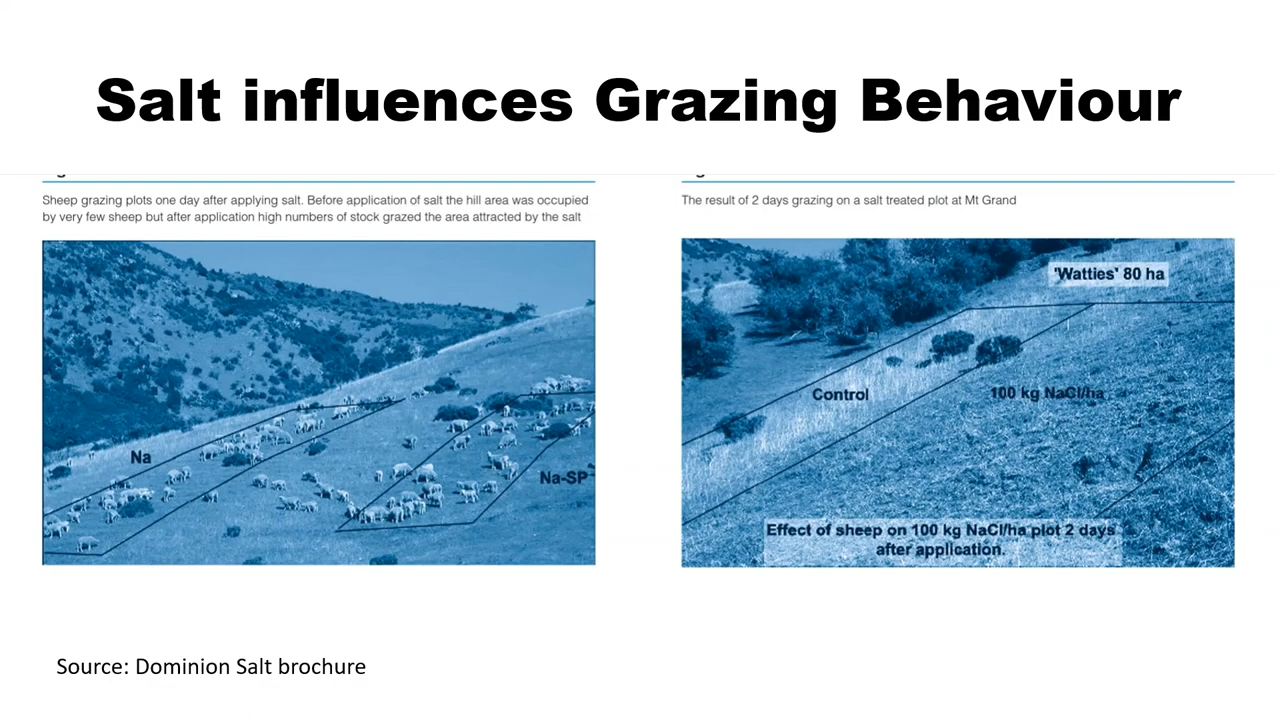 Salt influences Grazing Behaviour
Sheep grazing plots one day after applying salt. Before application of salt the hill area was occupied
by very few sheep but after application high numbers of stock grazed the area attracted by the salt
Na
Na-SP
The result of 2 days grazing on a salt treated plot at Mt Grand
'Watties' 80 ha
Control
100 kg NaCl/ha
Effect of sheep on 100 kg NaCl/ha plot 2 days
after application.
Source: Dominion Salt brochure